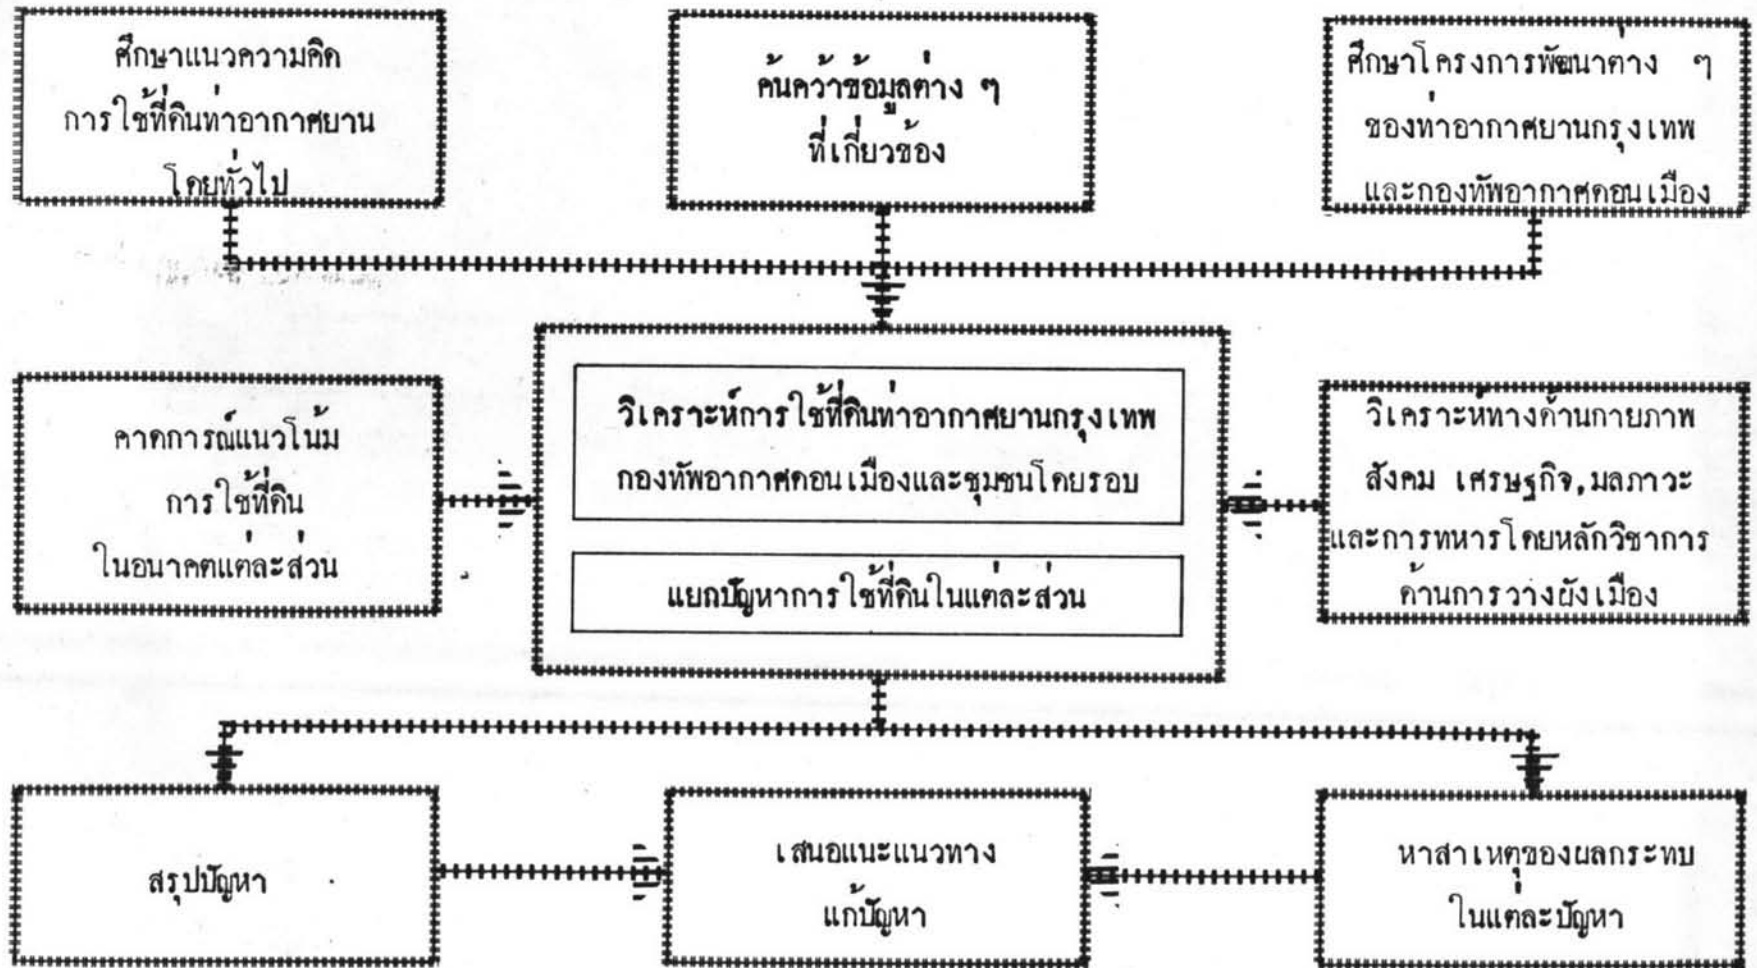 ศึกษาแนวความคิด
การใช้ที่ดินท่าอากาศยาน
โดยทั่วไป
ค้นคว้าข้อมูลต่าง ๆ
ที่เกี่ยวข้อง
ศึกษาโครงการพัฒนาต่าง ๆ
ของท่าอากาศยานกรุงเทพ
และกองทัพอากาศดอนเมือง
คาดการณ์แนวโน้ม
การใช้ที่ดิน
ในอนาคตแต่ละส่วน
วิเคราะห์การใช้ที่ดินท่าอากาศยานกรุงเทพ
กองทัพอากาศดอนเมืองและชุมชนโดยรอบ
แยกปัญหาการใช้ที่ดินในแต่ละส่วน
วิเคราะห์ทางด้านกายภาพ
สังคม เศรษฐกิจ,มลภาวะ
และการทหารโดยหลักวิชาการ
ด้านการวางผังเมือง
สรุปปัญหา
เสนอแนะแนวทาง
แก้ปัญหา
หาสาเหตุของผลกระทบ
ในแต่ละปัญหา